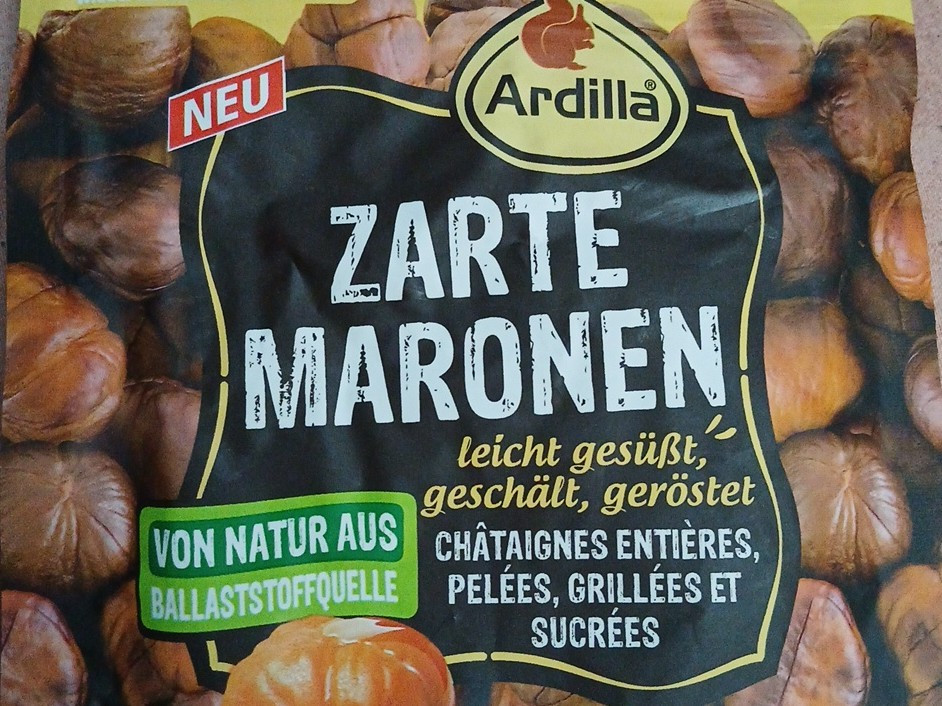 NEU
Ardilla®
ZARTE
MARONEN
leicht gesüßt,
geschält, geröstet
VON NATUR AUS
BALLASTSTOFFQUELLE
CHÂTAIGNES ENTIÈRES,
PELÉES, GRILLÉES ET
SUCRÉES